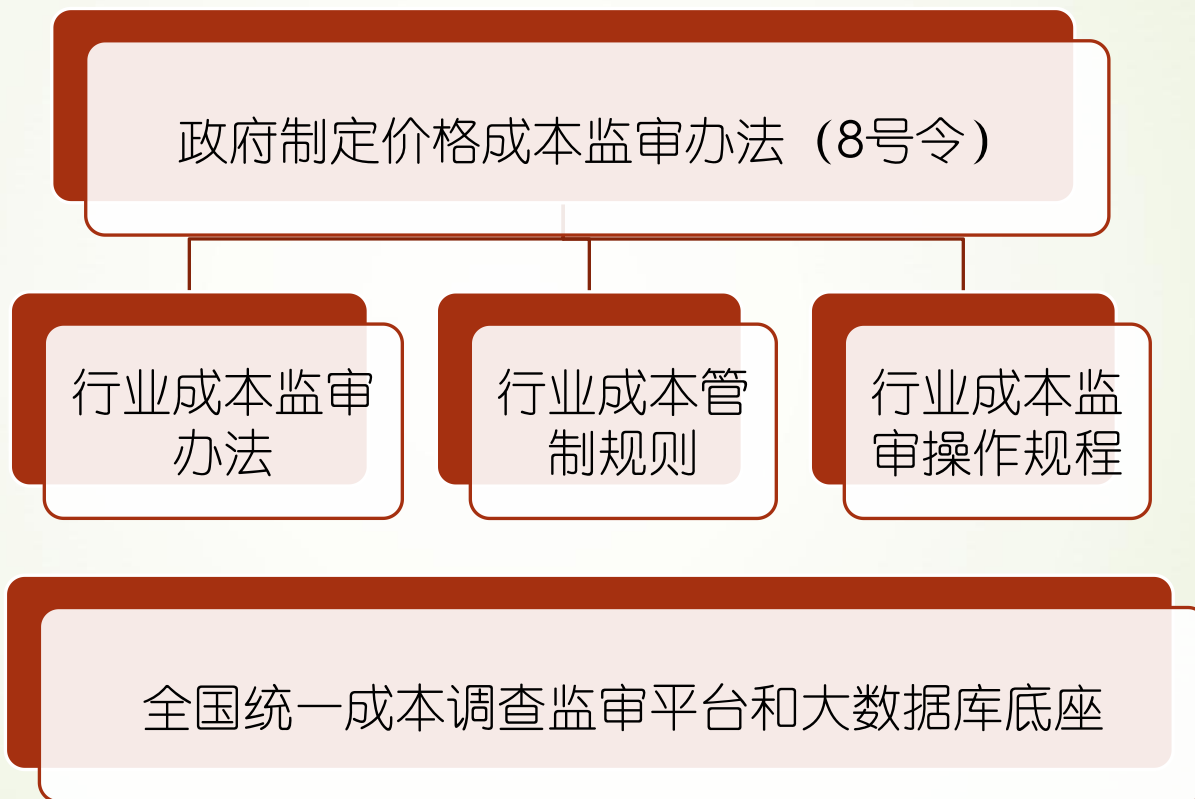 政府制定价格成本监审办法（8号令）
行业成本监审
办法
行业成本管
制规则
行业成本监
审操作规程
全国统一成本调查监审平台和大数据库底座